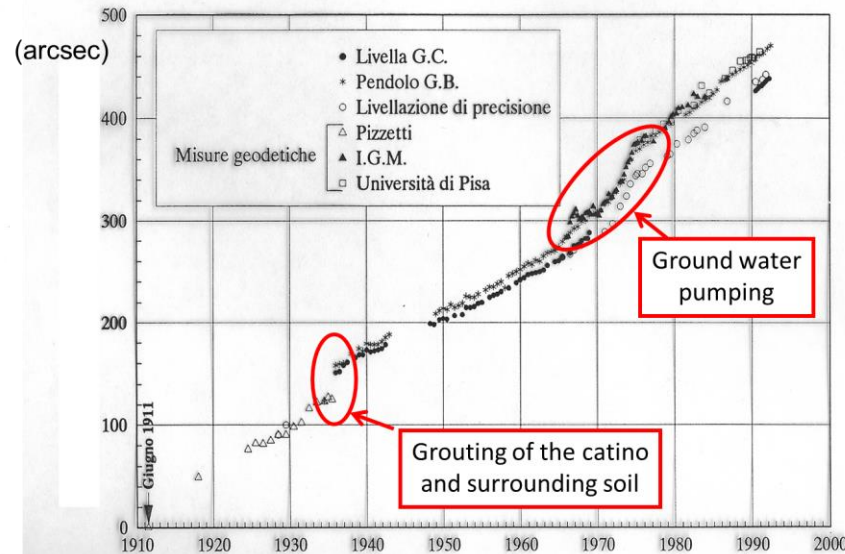 (arcsec)
500
400
300
200
100
0
Livella G.C.
Pendolo G.B.
Livellazione di precisione
Misure geodetiche
Pizzetti
I.G.M.
Università di Pisa
Ground water
pumping
Grouting of the catino
and surrounding soil
Giugno 1911
1910 1920 1930 1940 1950 1960 1970 1980 1990 2000